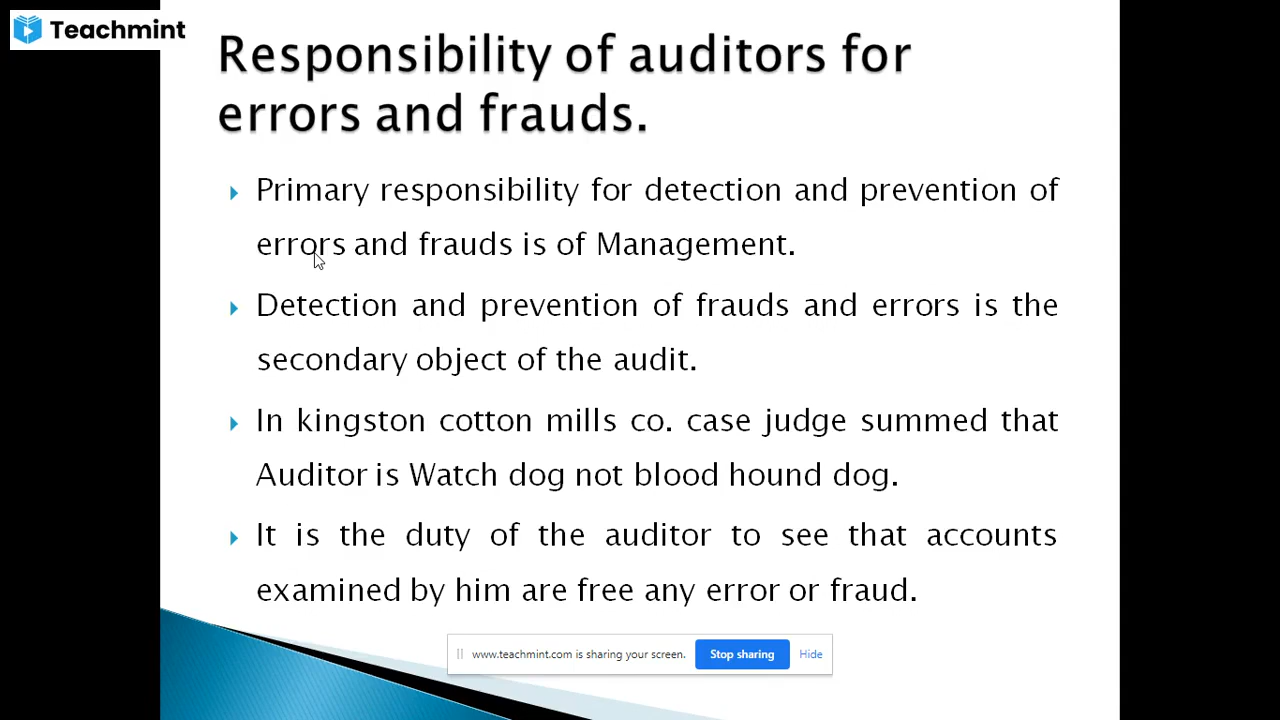 Teachmint
Responsibility of auditors for
errors and frauds.
Primary responsibility for detection and prevention of
errors and frauds is of Management.
Detection and prevention of frauds and errors is the
secondary object of the audit.
In kingston cotton mills co. case judge summed that
Auditor is Watch dog not blood hound dog.
It is the duty of the auditor to see that accounts
examined by him are free any error or fraud.
www.teachmint.com is sharing your screen. Stop sharing Hide